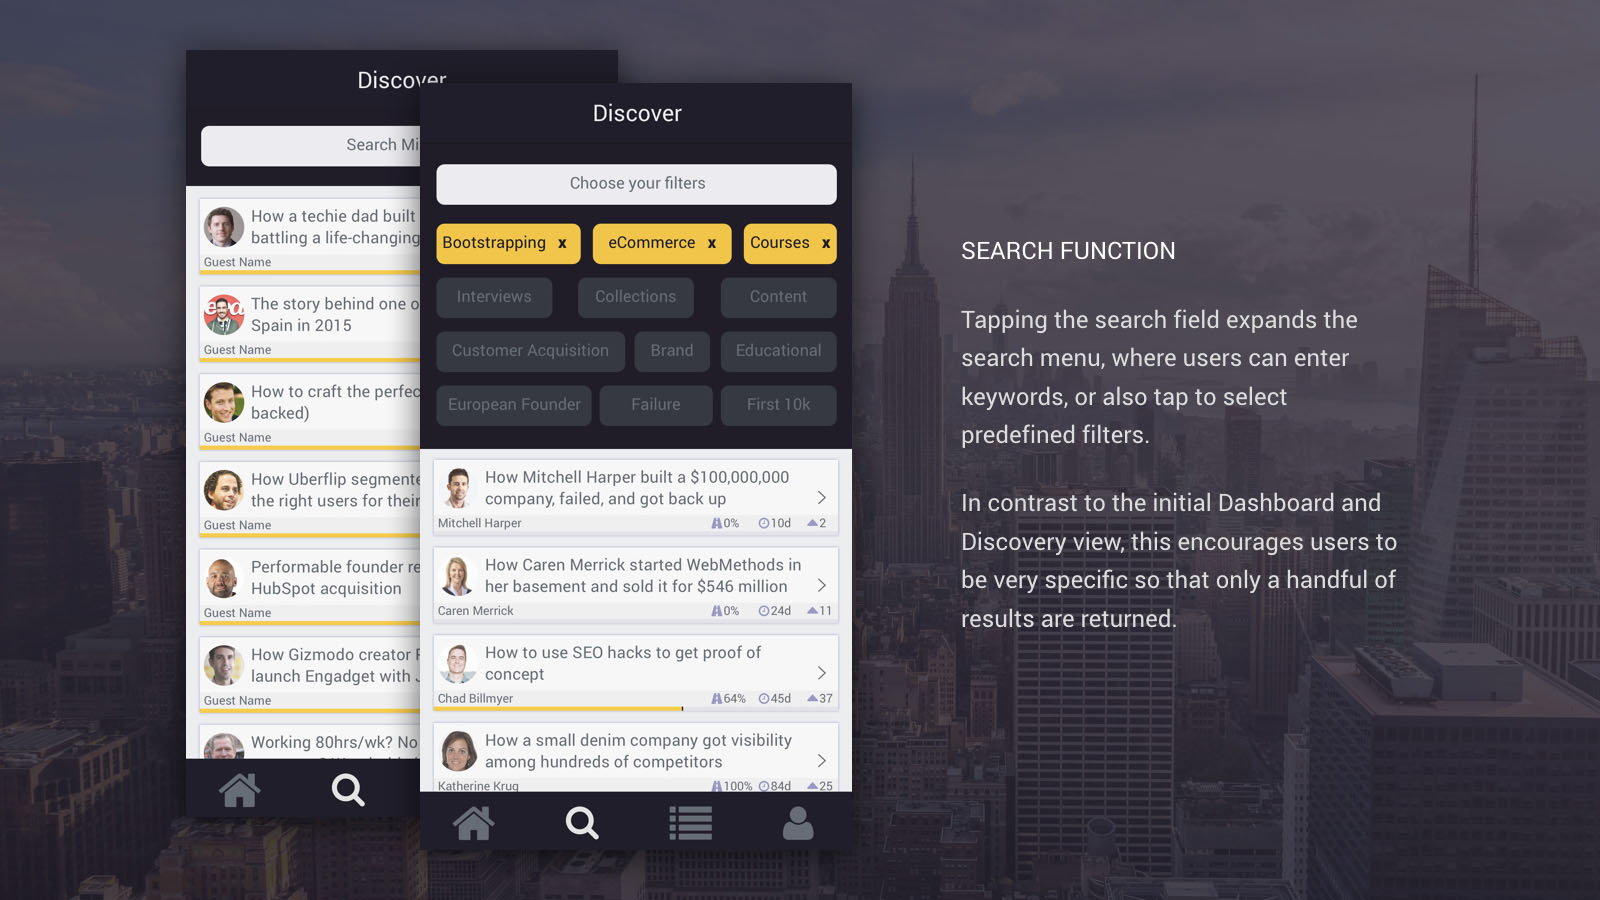 Discover
Search Mi
How a techie dad built
battling a life-changing
Guest Name
The story behind one o
Spain in 2015
Guest Name
How to craft the perfec
backed)
Guest Name
How Uberflip segmente
the right users for their
Guest Name
Performable founder re
HubSpot acquisition
Guest Name
How Gizmodo creator
launch Engadget with
Guest Name
Working 80hrs/wk? No
Discover
Choose your filters
Bootstrapping x eCommerce x Courses x
Interviews Collections Content
Customer Acquisition Brand Educational
European Founder Failure First 10k
How Mitchell Harper built a $100,000,000
company, failed, and got back up
Mitchell Harper 0% 10d 2
How Caren Merrick started WebMethods in
her basement and sold it for $546 million
Caren Merrick 0% 24d 11
How to use SEO hacks to get proof of
concept
Chad Billmyer 64% 45d 37
How a small denim company got visibility
among hundreds of competitors
Katherine Krug 100% 84d 25
SEARCH FUNCTION
Tapping the search field expands the
search menu, where users can enter
keywords, or also tap to select
predefined filters.
In contrast to the initial Dashboard and
Discovery view, this encourages users to
be very specific so that only a handful of
results are returned.